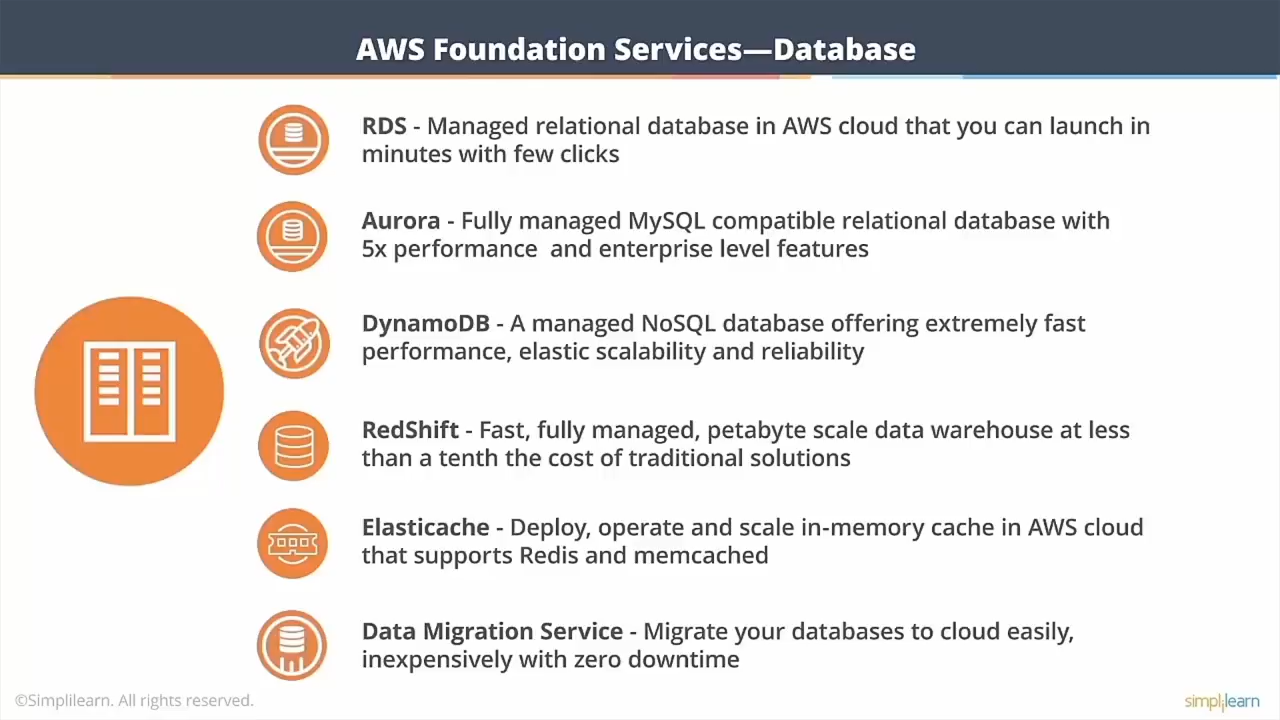 AWS Foundation Services—Database
RDS - Managed relational database in AWS cloud that you can launch in
minutes with few clicks
Aurora - Fully managed MySQL compatible relational database with
5x performance  and enterprise level features
DynamoDB - A managed NoSQL database offering extremely fast
performance, elastic scalability and reliability
RedShift - Fast, fully managed, petabyte scale data warehouse at less
than a tenth the cost of traditional solutions
Elasticache - Deploy, operate and scale in-memory cache in AWS cloud
that supports Redis and memcached
Data Migration Service - Migrate your databases to cloud easily,
inexpensively with zero downtime
©Simplilearn. All rights reserved.
simplilearn